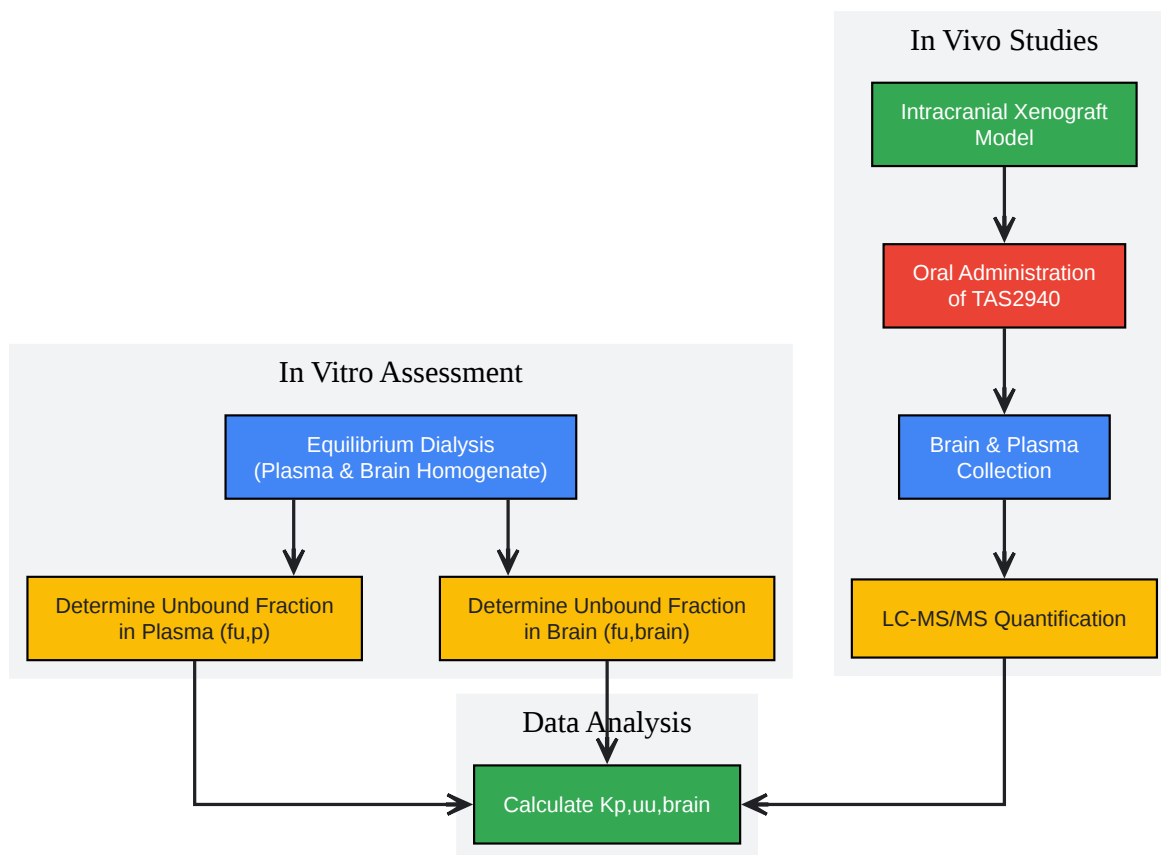 In Vivo Studies
Intracranial Xenograft
Model
Oral Administration
of TAS2940
Brain & Plasma
Collection
LC-MS/MS Quantification
In Vitro Assessment
Equilibrium Dialysis
(Plasma & Brain Homogenate)
Determine Unbound Fraction
in Plasma (fu,p)
Determine Unbound Fraction
in Brain (fu,brain)
Data Analysis
Calculate Kp,uu,brain